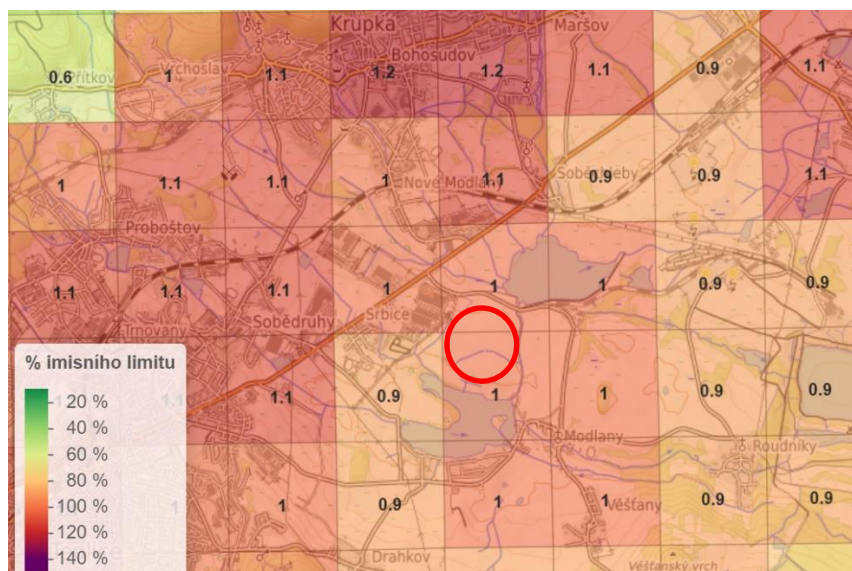 Krupka
Maršov
Bohosudov
Vrchoslav
Přítkov
0.6
1
1.1
1.2
1.2
1.1
0.9
1.1
Nové Modlany
Soběchleby
1
1.1
1.1
1
1.1
0.9
0.9
1.1
Proboštov
1.1
1.1
1.1
1
1
1
0.9
0.9
Trnovany
Sobědruhy
Srbice
% imisního limitu
20 %
40 %
60 %
80 %
100 %
120 %
140 %
1.1
0.9
1
1
0.9
0.9
Modlany
Roudníky
1
1
0.9
1
1
0.9
0.9
Věšťany
Drahkov
Věšťanský vrch